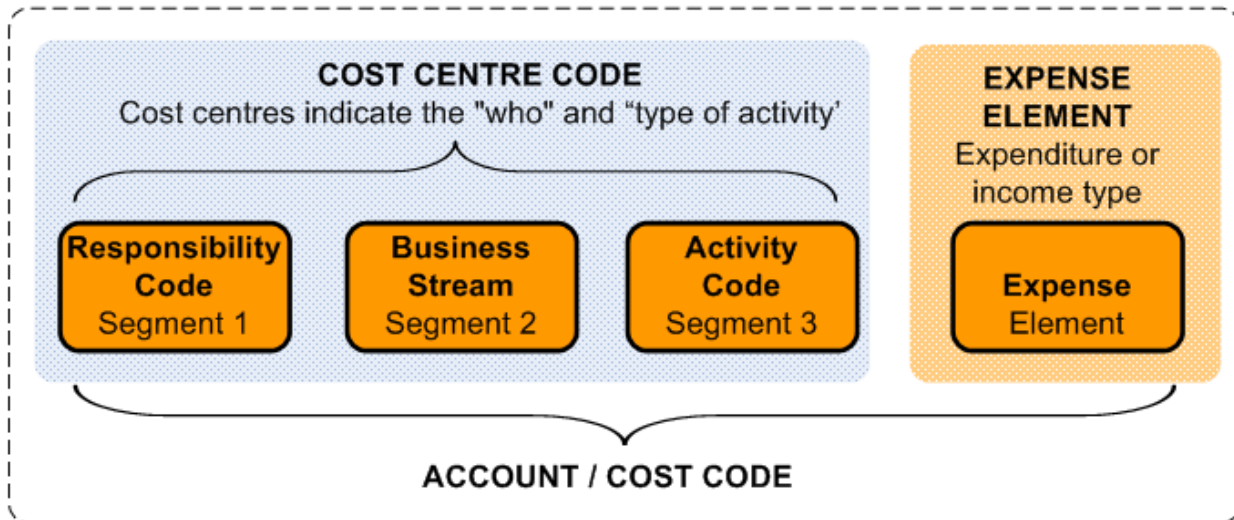 COST CENTRE CODE
Cost centres indicate the "who" and “type of activity’
Responsibility
Code
Segment 1
Business
Stream
Segment 2
Activity
Code
Segment 3
EXPENSE
ELEMENT
Expenditure or
income type
Expense
Element
ACCOUNT / COST CODE